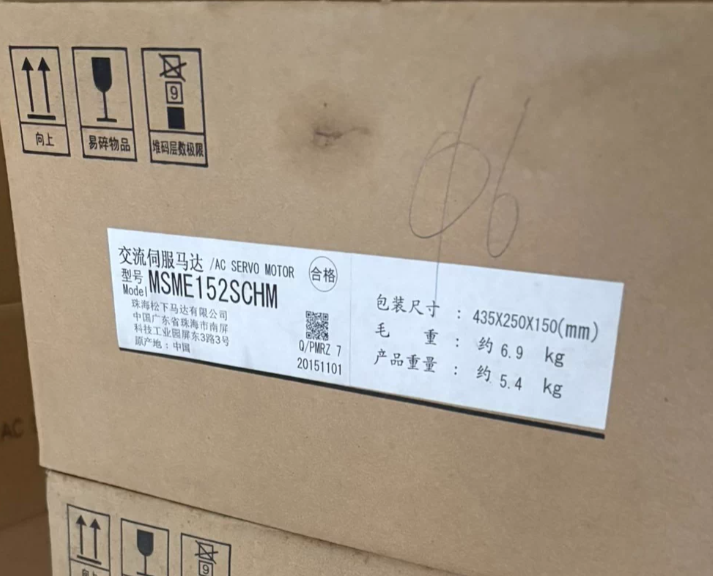 9
向上
易碎物品
堆码层数极限
φ6
交流伺服马达 /AC SERVO MOTOR
合格
型号
Model MSME152SCHM
珠海松下马达有限公司
中国广东省珠海市南屏
科技工业园屏东3路3号
原产地：中国
Q/PMRZ 7
20151101
包装尺寸 : 435X250X150(mm)
毛 重 : 约 6.9 kg
产品重量 : 约 5.4 kg
AC S
9
向上